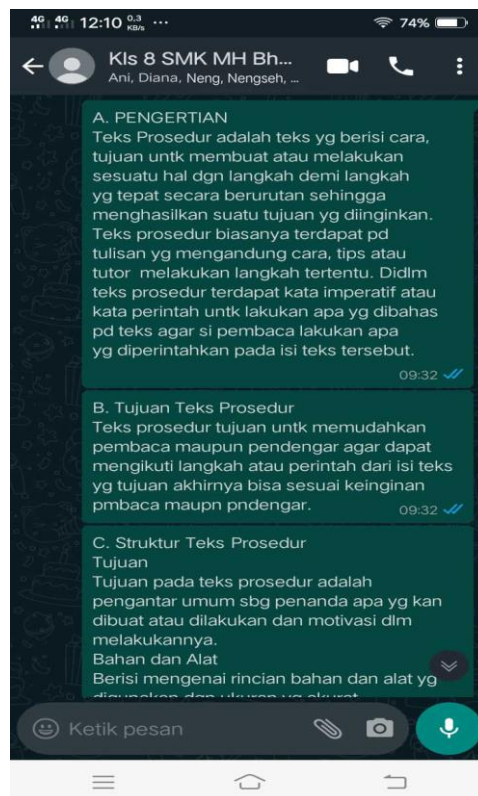 4G 4G 12:10 0,3 KB/s ... 74%
Kls 8 SMK MH Bh...
Ani, Diana, Neng, Nengseh, ...
A. PENGERTIAN
Teks Prosedur adalah teks yg berisi cara,
tujuan untk membuat atau melakukan
sesuatu hal dgn langkah demi langkah
yg tepat secara berurutan sehingga
menghasilkan suatu tujuan yg diinginkan.
Teks prosedur biasanya terdapat pd
tulisan yg mengandung cara, tips atau
tutor melakukan langkah tertentu. Didlm
teks prosedur terdapat kata imperatif atau
kata perintah untk lakukan apa yg dibahas
pd teks agar si pembaca lakukan apa
yg diperintahkan pada isi teks tersebut.
09:32
B. Tujuan Teks Prosedur
Teks prosedur tujuan untk memudahkan
pembaca maupun pendengar agar dapat
mengikuti langkah atau perintah dari isi teks
yg tujuan akhirnya bisa sesuai keinginan
pmbaca maupn pndengar.
09:32
C. Struktur Teks Prosedur
Tujuan
Tujuan pada teks prosedur adalah
pengantar umum sbg penanda apa yg kan
dibuat atau dilakukan dan motivasi dlm
melakukannya.
Bahan dan Alat
Berisi mengenai rincian bahan dan alat yg
digunakan dgn ukuran yg akurat
Ketik pesan